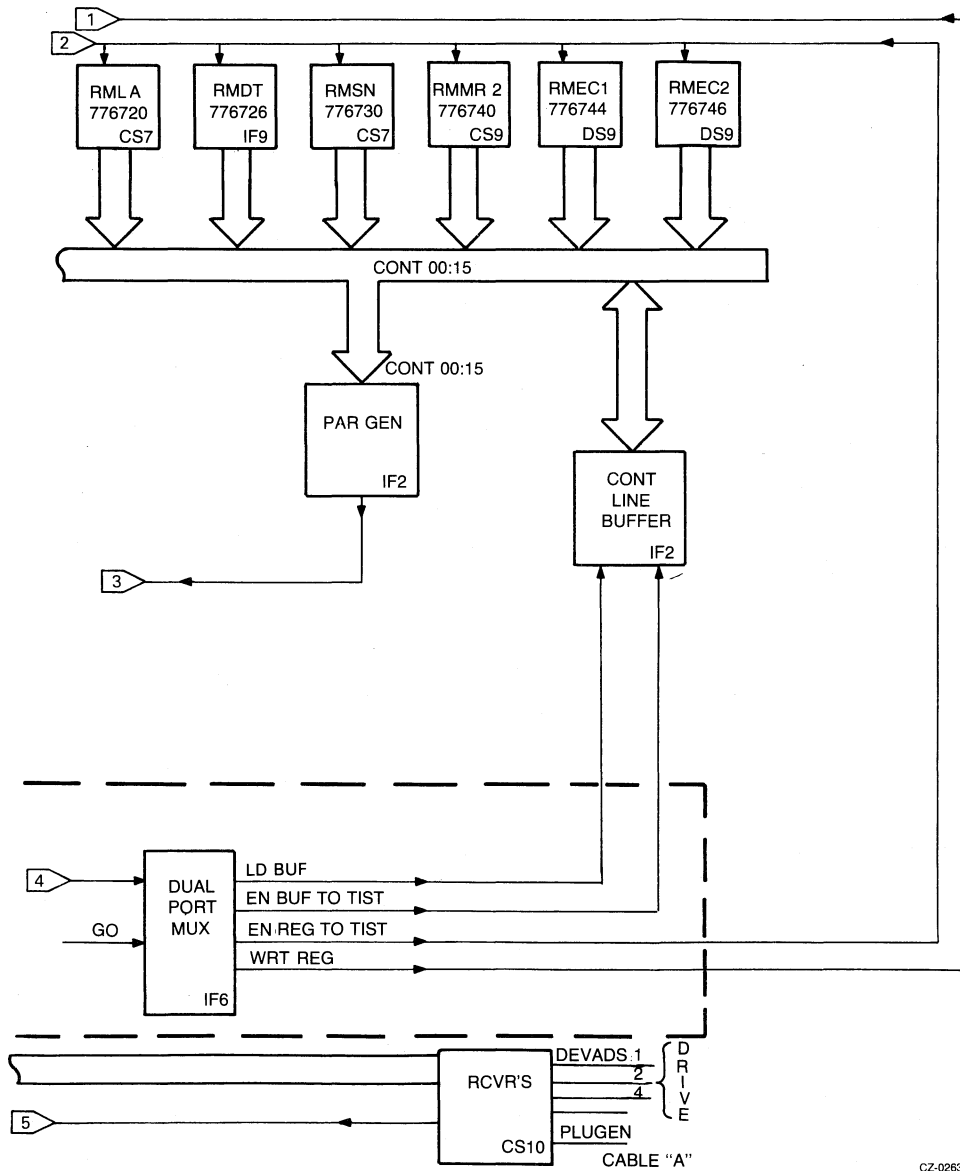 1
2
RMLA
776720
CS7
RMDT
776726
IF9
RMSN
776730
CS7
RMMR 2
776740
CS9
RMEC1
776744
DS9
RMEC2
776746
DS9
CONT 00:15
CONT 00:15
PAR GEN
IF2
CONT
LINE
BUFFER
IF2
3
4
GO
DUAL
PORT
MUX
IF6
LD BUF
EN BUF TO TIST
EN REG TO TIST
WRT REG
5
RCVR'S
CS10
DEVADS 1
2
4
PLUGEN
DRIVE
CABLE "A"
CZ-0263